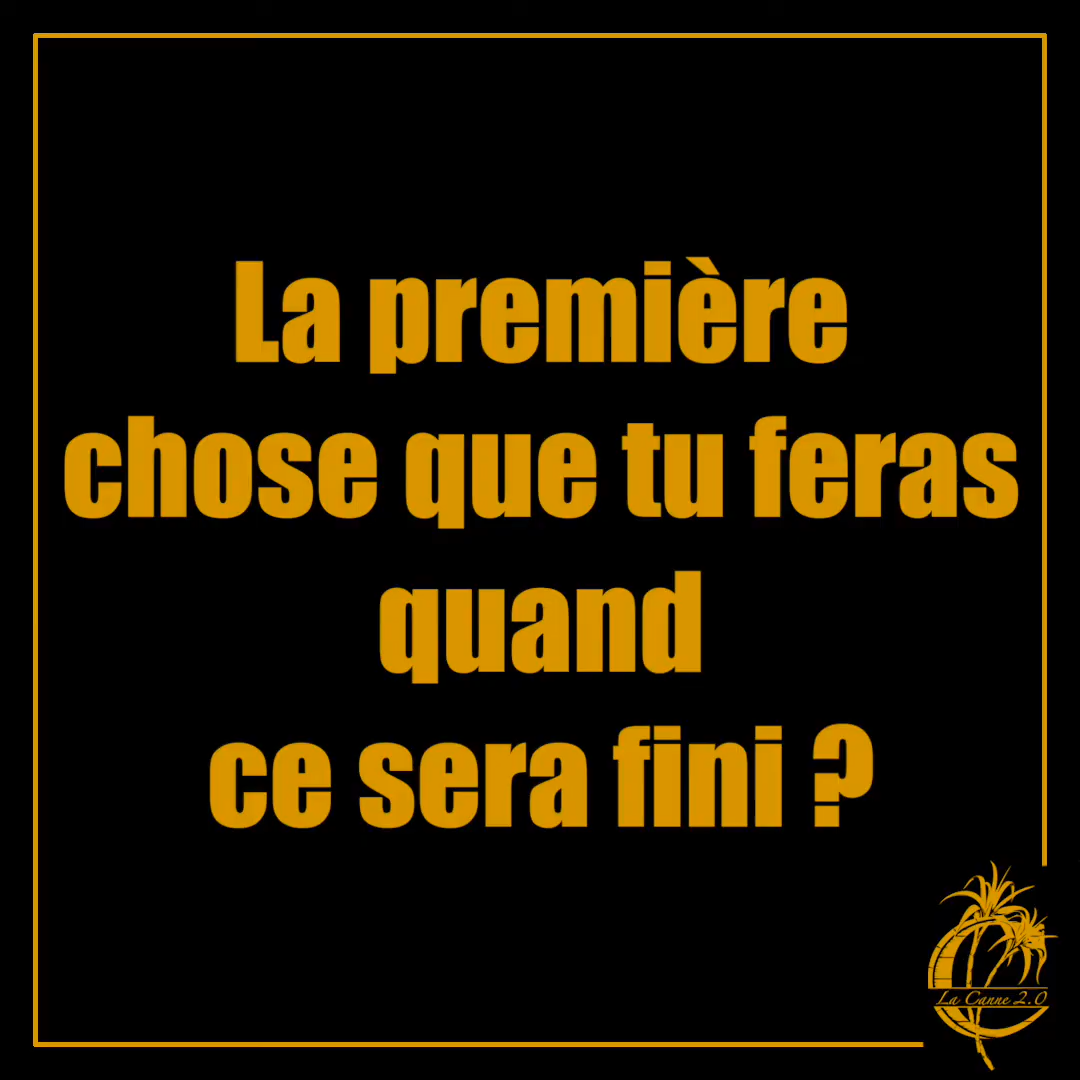 La première
chose que tu feras
quand
ce sera fini ?
La Canne 2.0